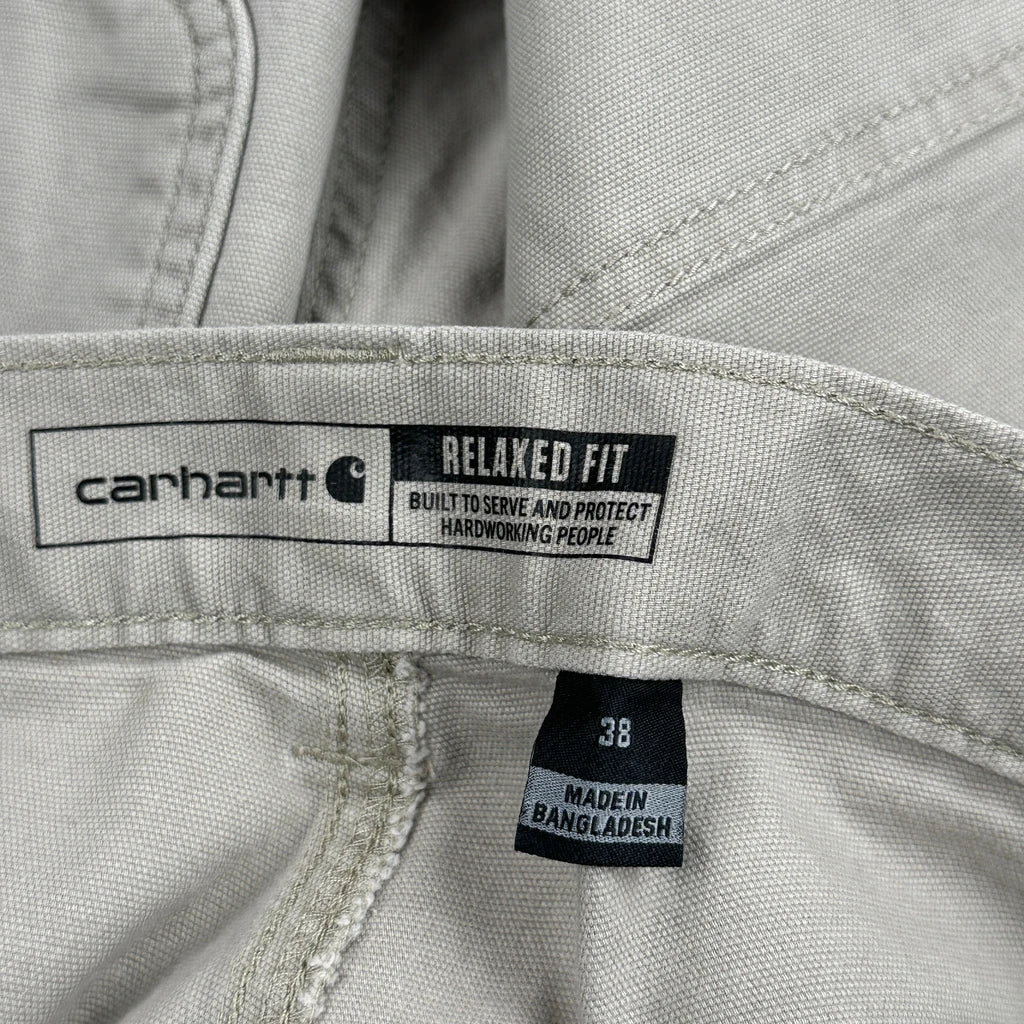 carhartt
RELAXED FIT
BUILT TO SERVE AND PROTECT
HARDWORKING PEOPLE
38
MADE IN
BANGLADESH